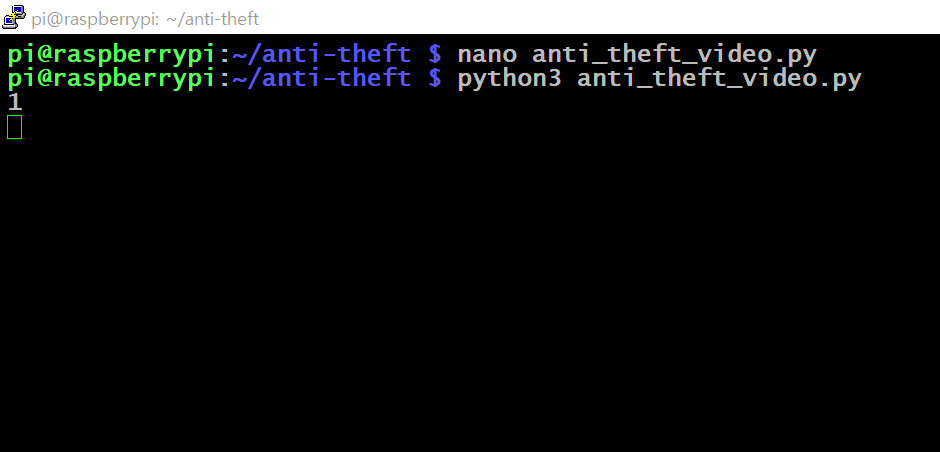 pi@raspberrypi: ~/anti-theft
pi@raspberrypi:~/anti-theft $ nano anti_theft_video.py
pi@raspberrypi:~/anti-theft $ python3 anti_theft_video.py
1